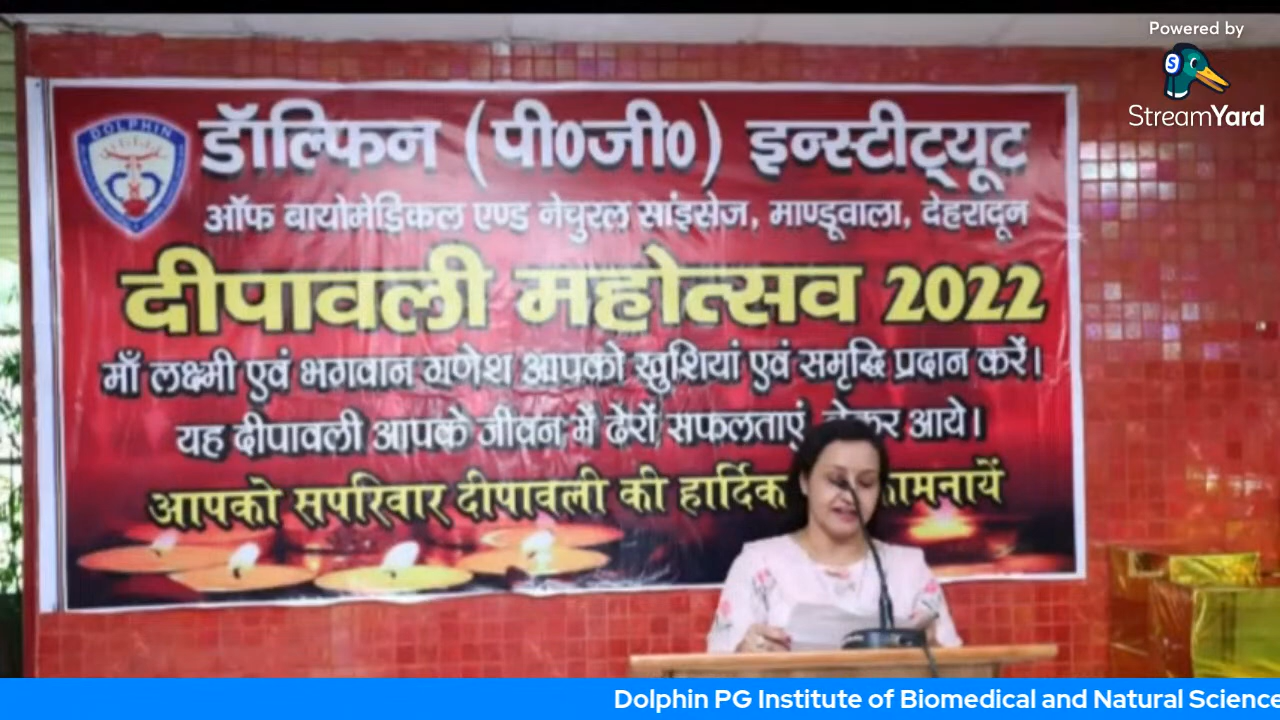 Powered by
StreamYard
DOLPHIN
डॉल्फिन (पी0जी0) इन्स्टीट्यूट
ऑफ बायोमेडिकल एण्ड नेचुरल सांइसेज, माण्डूवाला, देहरादून
दीपावली महोत्सव 2022
माँ लक्ष्मी एवं भगवान गणेश आपको खुशियां एवं समृद्धि प्रदान करें।
यह दीपावली आपके जीवन में ढेरों सफलताएं आये।
आपको सपरिवार दीपावली की हार्दिक
Dolphin PG Institute of Biomedical and Natural Science